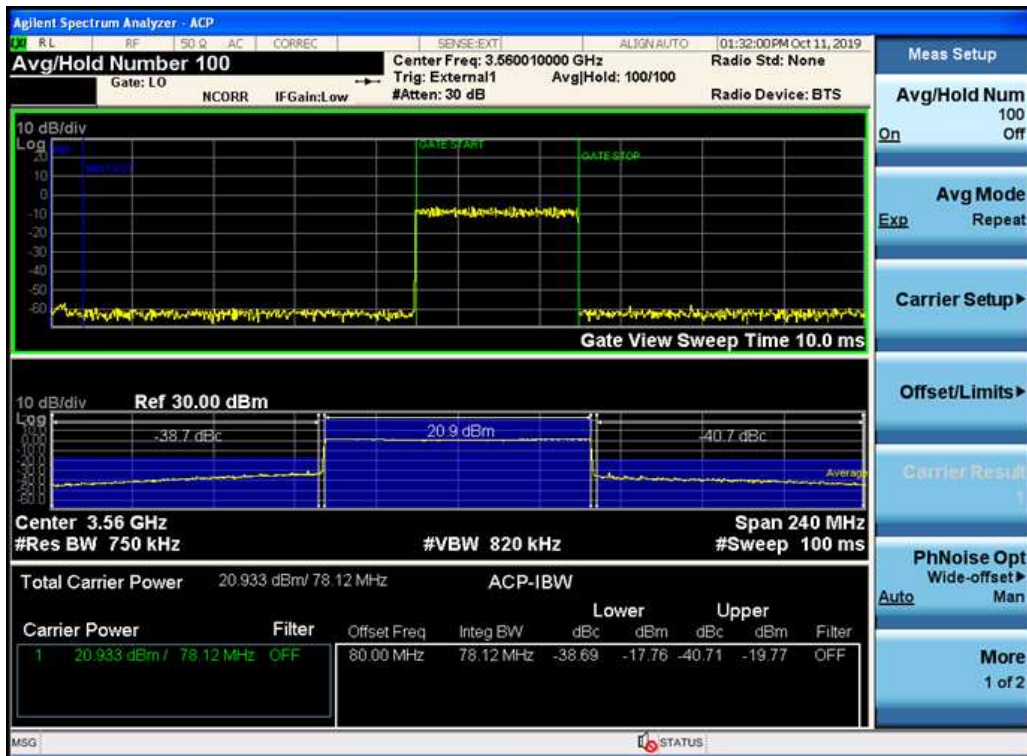 Agilent Spectrum Analyzer - ACP
LXI RL RF 50 Ω AC CORREC SENSE:EXT ALIGN AUTO 01:32:00PM Oct 11, 2019
Avg/Hold Number 100
Center Freq: 3.560010000 GHz
Radio Std: None
Gate: LO
Trig: External1 Avg|Hold: 100/100
NCORR IFGain:Low #Atten: 30 dB Radio Device: BTS
10 dB/div
Log
GATE START
GATE STOP
20
10
0
-10
-20
-30
-40
-50
-60
Gate View Sweep Time 10.0 ms
10 dB/div Ref 30.00 dBm
Log
-38.7 dBc 20.9 dBm -40.7 dBc
0.00
Average
Center 3.56 GHz Span 240 MHz
#Res BW 750 kHz #VBW 820 kHz #Sweep 100 ms
Total Carrier Power 20.933 dBm/ 78.12 MHz ACP-IBW
Lower Upper
Carrier Power Filter Offset Freq Integ BW dBc dBm dBc dBm Filter
1 20.933 dBm / 78.12 MHz OFF 80.00 MHz 78.12 MHz -38.69 -17.76 -40.71 -19.77 OFF
MSG STATUS
Meas Setup
Avg/Hold Num
100
On Off
Avg Mode
Exp Repeat
Carrier Setup
Offset/Limits
Carrier Result
1
PhNoise Opt
Wide-offset
Auto Man
More
1 of 2